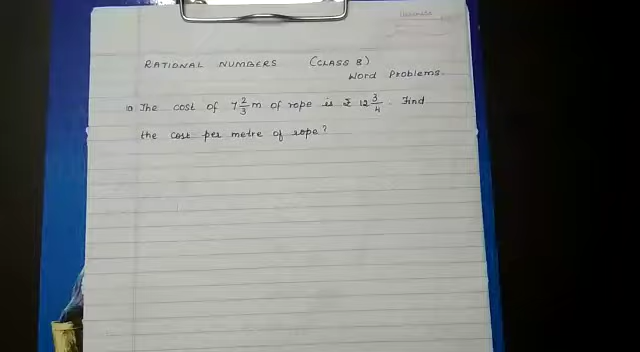 RATIONAL NUMBERS (CLASS 8)
Word Problems.
10. The cost of 7 2/3 m of rope is ₹ 12 3/4. Find
the cost per metre of rope?